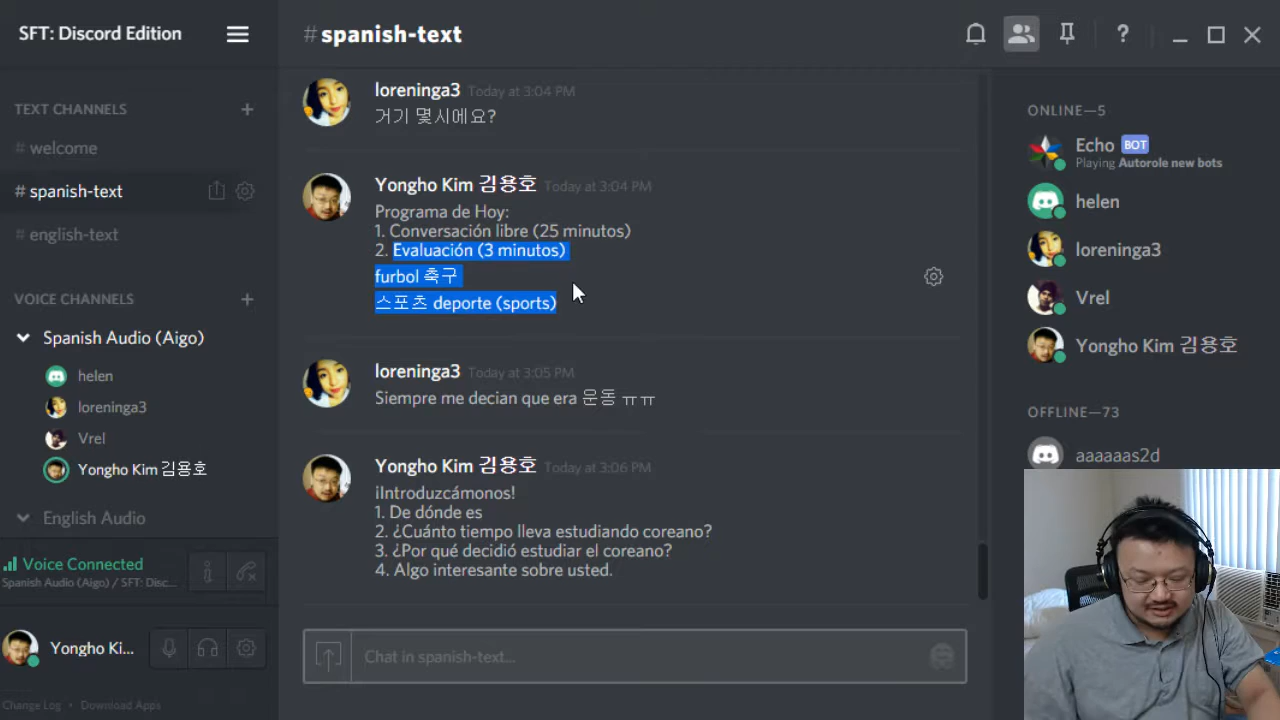 SFT: Discord Edition
#spanish-text
TEXT CHANNELS
# welcome
# spanish-text
# english-text
VOICE CHANNELS
Spanish Audio (Aigo)
helen
loreninga3
Vrel
Yongho Kim 김용호
English Audio
Voice Connected
Spanish Audio (Aigo) / SFT: Disc...
Yongho Ki...
Change Log • Download Apps
loreninga3 Today at 3:04 PM
거기 몇시에요?
Yongho Kim 김용호 Today at 3:04 PM
Programa de Hoy:
1. Conversación libre (25 minutos)
2. Evaluación (3 minutos)
furbol 축구
스포츠 deporte (sports)
loreninga3 Today at 3:05 PM
Siempre me decian que era 운동 ㅠㅠ
Yongho Kim 김용호 Today at 3:06 PM
¡Introduzcámonos!
1. De dónde es
2. ¿Cuánto tiempo lleva estudiando coreano?
3. ¿Por qué decidió estudiar el coreano?
4. Algo interesante sobre usted.
Chat in spanish-text...
ONLINE—5
Echo BOT
Playing Autorole new bots
helen
loreninga3
Vrel
Yongho Kim 김용호
OFFLINE—73
aaaaaas2d